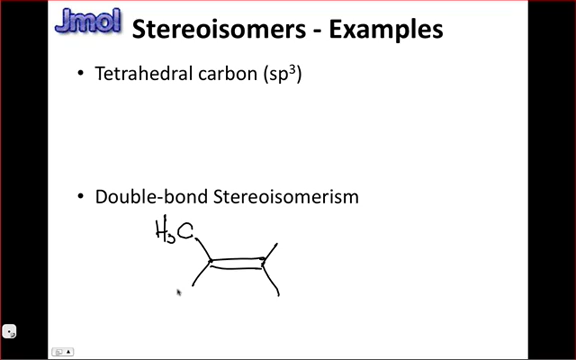 Jmol
Stereoisomers - Examples
• Tetrahedral carbon (sp³)
• Double-bond Stereoisomerism
H₃C